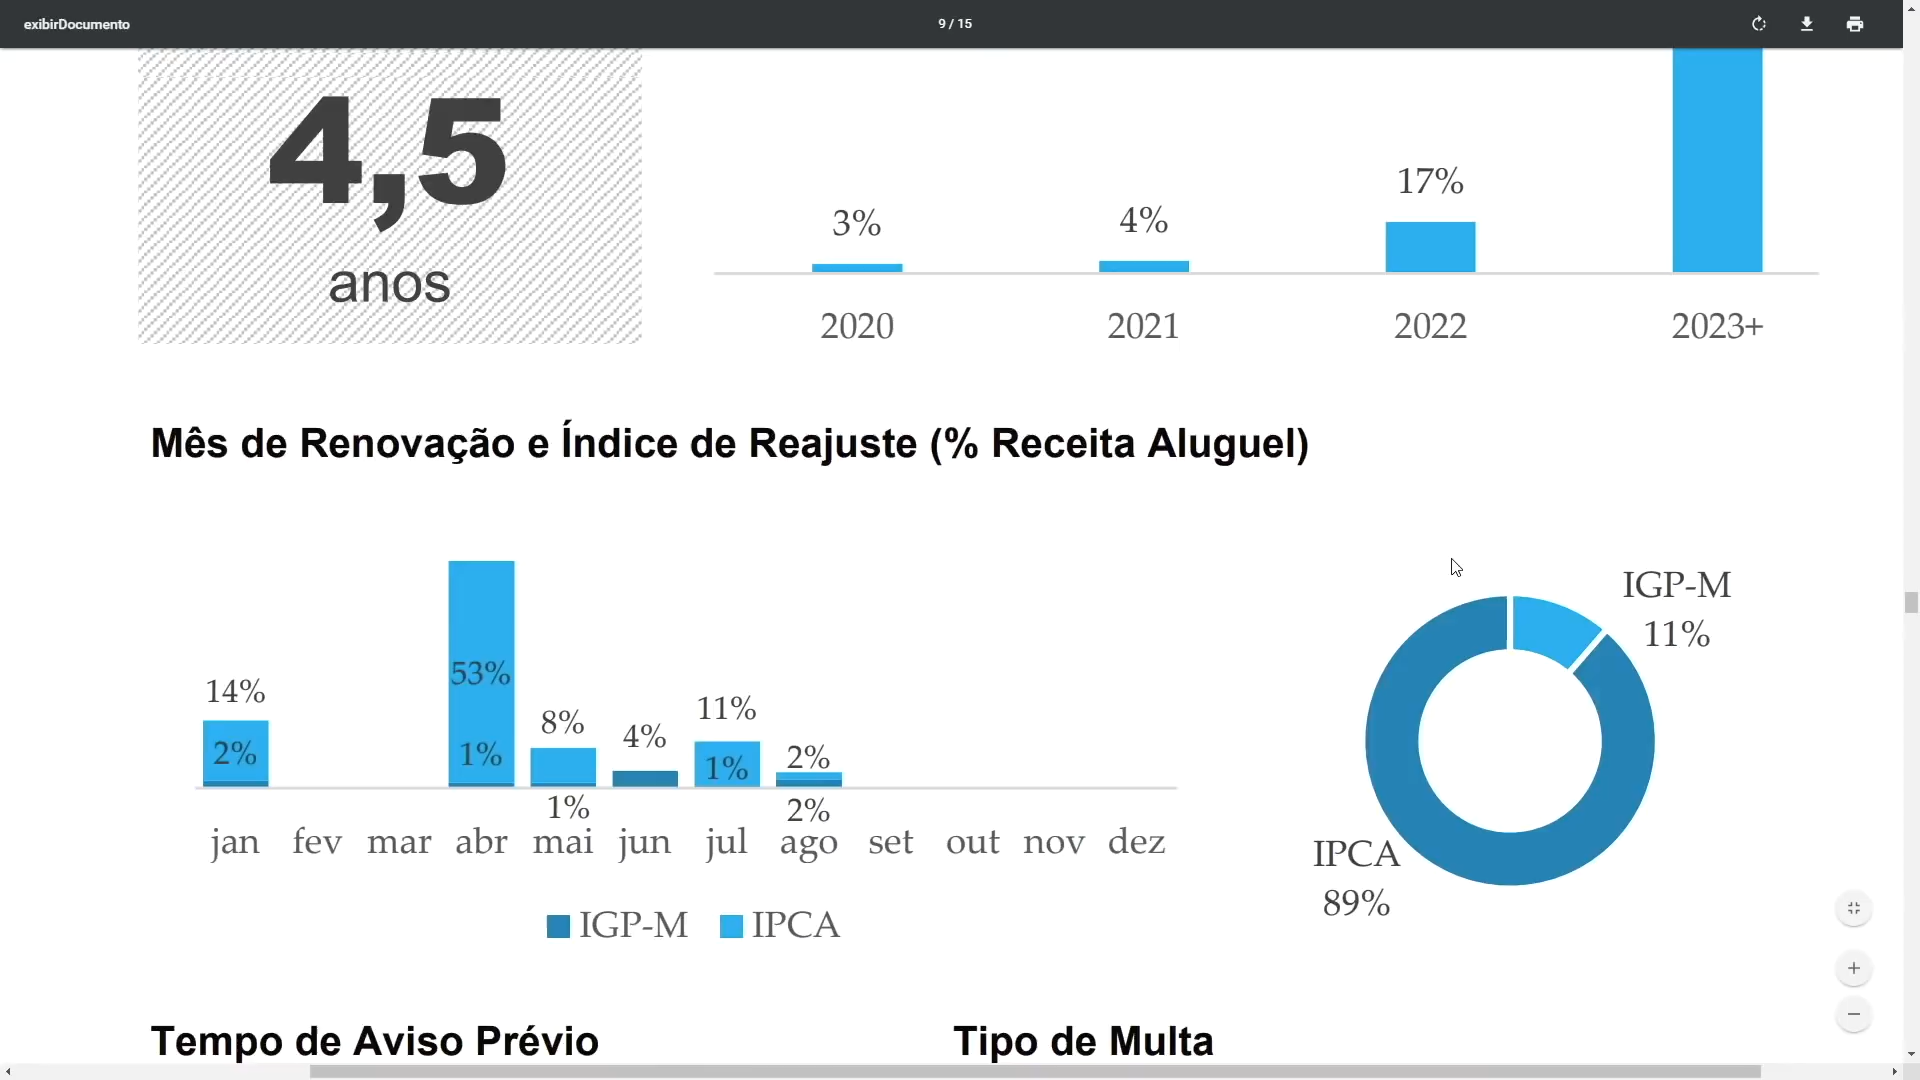 exibirDocumento
9 / 15
4,5
anos
3%
4%
17%
2020
2021
2022
2023+
Mês de Renovação e Índice de Reajuste (% Receita Aluguel)
14%
2%
53%
1%
8%
1%
4%
11%
1%
2%
2%
jan fev mar abr mai jun jul ago set out nov dez
IGP-M IPCA
IGP-M
11%
IPCA
89%
Tempo de Aviso Prévio
Tipo de Multa